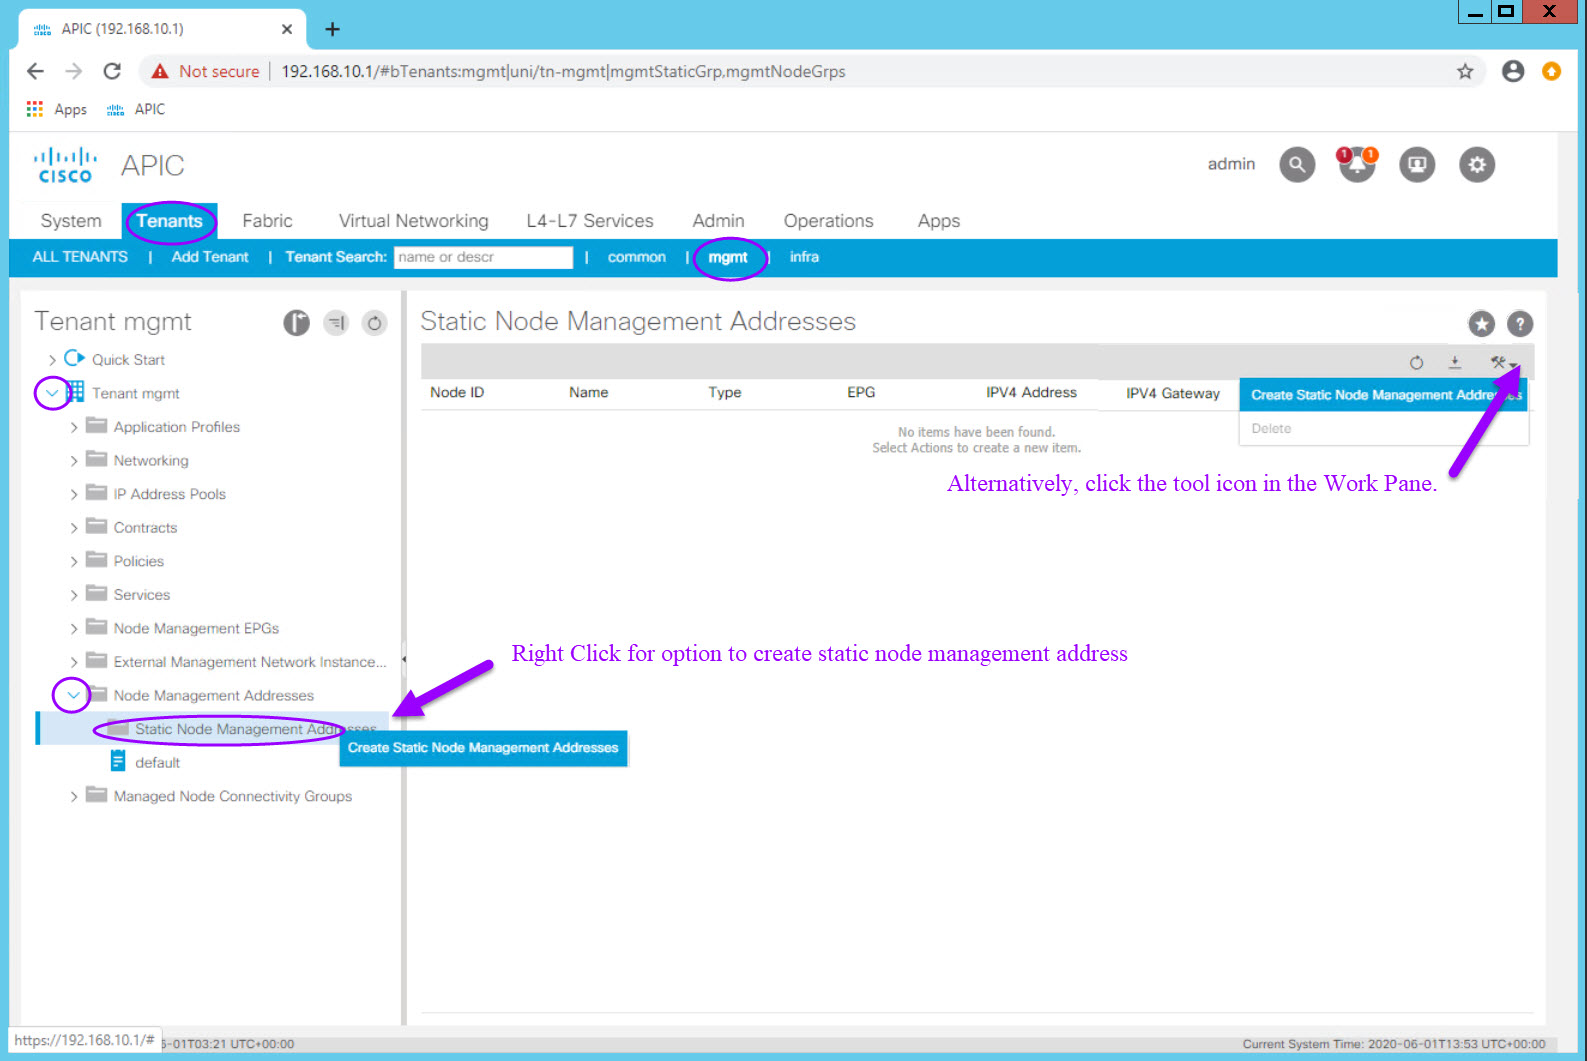 APIC (192.168.10.1)
Not secure | 192.168.10.1/#bTenants:mgmt|uni/tn-mgmt|mgmtStaticGrp,mgmtNodeGrps
Apps APIC
CISCO APIC
admin 1 1
System Tenants Fabric Virtual Networking L4-L7 Services Admin Operations Apps
ALL TENANTS | Add Tenant | Tenant Search: name or descr | common | mgmt | infra
Tenant mgmt
Quick Start
Tenant mgmt
Application Profiles
Networking
IP Address Pools
Contracts
Policies
Services
Node Management EPGs
External Management Network Instance...
Node Management Addresses
Static Node Management Addresses
default
Managed Node Connectivity Groups
Create Static Node Management Addresses
Static Node Management Addresses
Node ID Name Type EPG IPV4 Address IPV4 Gateway
Create Static Node Management Addresses
Delete
No items have been found.
Select Actions to create a new item.
Alternatively, click the tool icon in the Work Pane.
Right Click for option to create static node management address
https://192.168.10.1/#
-01T03:21 UTC+00:00
Current System Time: 2020-06-01T13:53 UTC+00:00